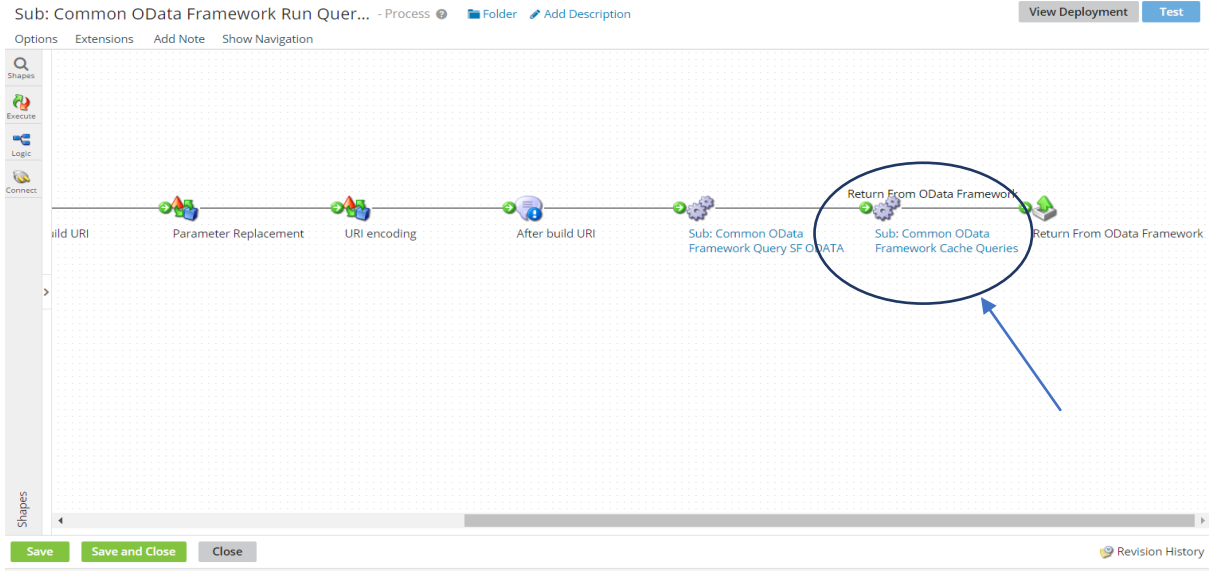 Sub: Common OData Framework Run Quer... - Process Folder Add Description View Deployment Test
Options Extensions Add Note Show Navigation
Shapes
Execute
Logic
Connect
Return From OData Framework
uild URI Parameter Replacement URI encoding After build URI Sub: Common OData Framework Query SF ODATA Sub: Common OData Framework Cache Queries Return From OData Framework
Shapes
Save Save and Close Close Revision History